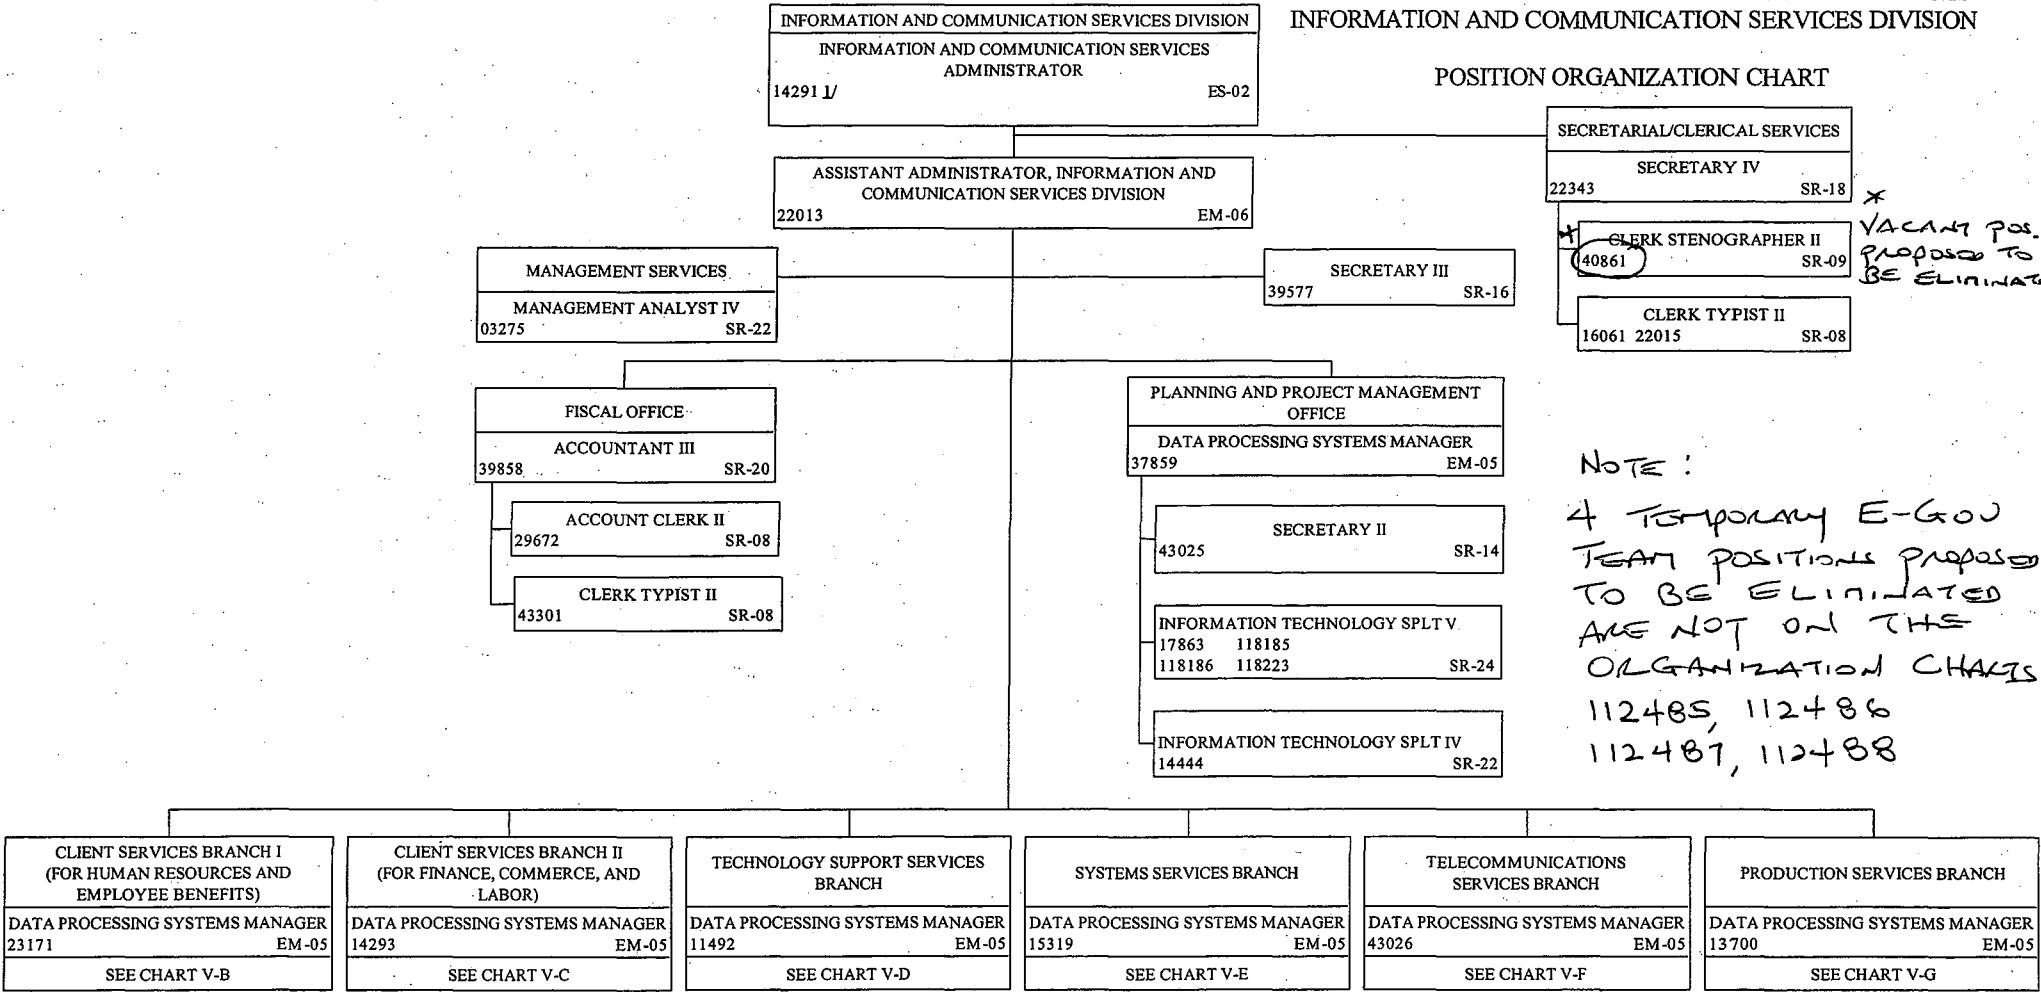 INFORMATION AND COMMUNICATION SERVICES DIVISION
POSITION ORGANIZATION CHART
INFORMATION AND COMMUNICATION SERVICES DIVISION
INFORMATION AND COMMUNICATION SERVICES
ADMINISTRATOR
14291 1/ ES-02
SECRETARIAL/CLERICAL SERVICES
SECRETARY IV
22343 SR-18
* CLERK STENOGRAPHER II
40861 SR-09
*
VACANT POS.
PROPOSED TO
BE ELIMINAT
CLERK TYPIST II
16061 22015 SR-08
ASSISTANT ADMINISTRATOR, INFORMATION AND
COMMUNICATION SERVICES DIVISION
22013 EM-06
MANAGEMENT SERVICES
MANAGEMENT ANALYST IV
03275 SR-22
SECRETARY III
39577 SR-16
FISCAL OFFICE
ACCOUNTANT III
39858 SR-20
ACCOUNT CLERK II
29672 SR-08
CLERK TYPIST II
43301 SR-08
PLANNING AND PROJECT MANAGEMENT
OFFICE
DATA PROCESSING SYSTEMS MANAGER
37859 EM-05
SECRETARY II
43025 SR-14
INFORMATION TECHNOLOGY SPLT V
17863 118185
118186 118223 SR-24
INFORMATION TECHNOLOGY SPLT IV
14444 SR-22
NOTE:
4 TEMPORARY E-GOV
TEAM POSITIONS PROPOSED
TO BE ELIMINATED
ARE NOT ON THE
ORGANIZATION CHARTS
112485, 112486
112487, 112488
CLIENT SERVICES BRANCH I
(FOR HUMAN RESOURCES AND
EMPLOYEE BENEFITS)
DATA PROCESSING SYSTEMS MANAGER
23171 EM-05
SEE CHART V-B
CLIENT SERVICES BRANCH II
(FOR FINANCE, COMMERCE, AND
LABOR)
DATA PROCESSING SYSTEMS MANAGER
14293 EM-05
SEE CHART V-C
TECHNOLOGY SUPPORT SERVICES
BRANCH
DATA PROCESSING SYSTEMS MANAGER
11492 EM-05
SEE CHART V-D
SYSTEMS SERVICES BRANCH
DATA PROCESSING SYSTEMS MANAGER
15319 EM-05
SEE CHART V-E
TELECOMMUNICATIONS
SERVICES BRANCH
DATA PROCESSING SYSTEMS MANAGER
43026 EM-05
SEE CHART V-F
PRODUCTION SERVICES BRANCH
DATA PROCESSING SYSTEMS MANAGER
13700 EM-05
SEE CHART V-G